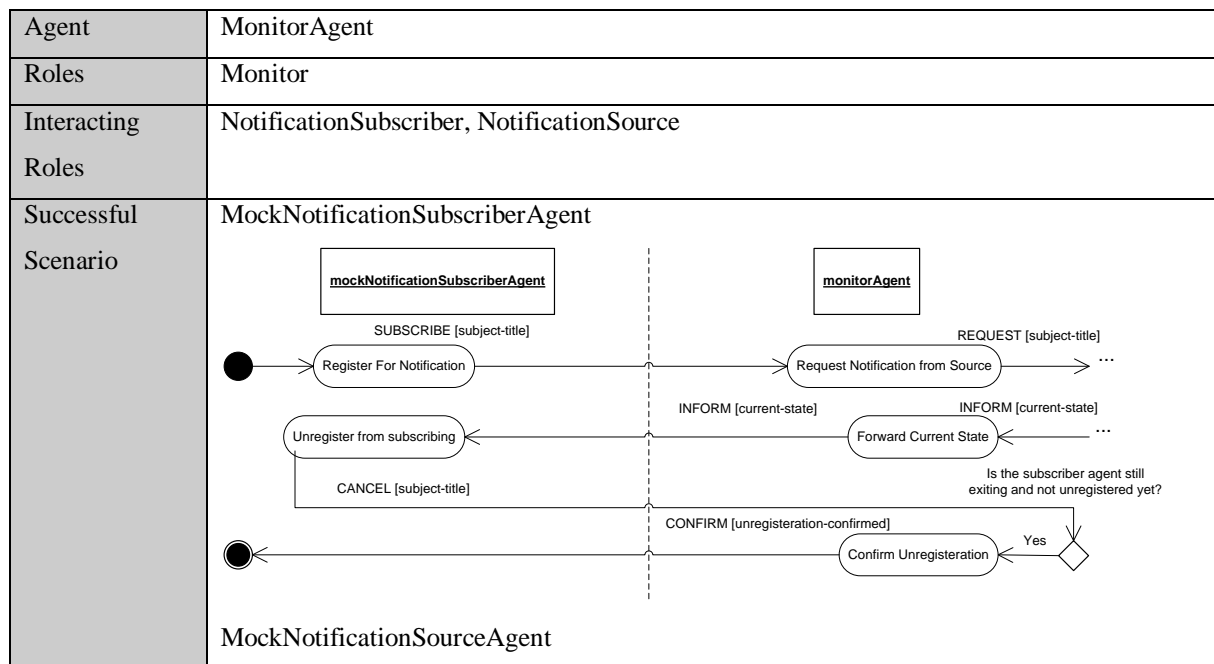 Agent MonitorAgent
Roles Monitor
Interacting Roles NotificationSubscriber, NotificationSource
Successful Scenario MockNotificationSubscriberAgent
mockNotificationSubscriberAgent monitorAgent
SUBSCRIBE [subject-title] REQUEST [subject-title]
Register For Notification Request Notification from Source ...
INFORM [current-state] INFORM [current-state]
Unregister from subscribing Forward Current State ...
Is the subscriber agent still
exiting and not unregistered yet?
CANCEL [subject-title]
CONFIRM [unregisteration-confirmed]
Confirm Unregisteration Yes
MockNotificationSourceAgent